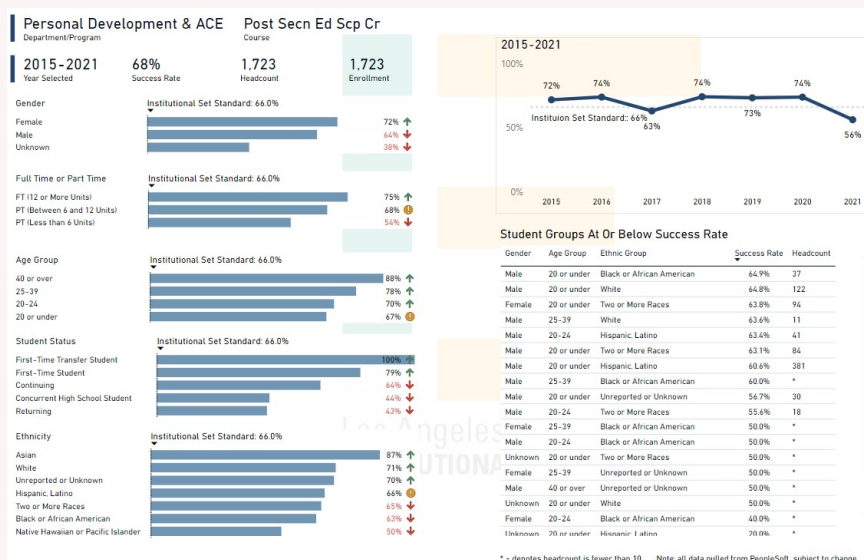 Personal Development & ACE Post Secn Ed Scp Cr
Department/Program Course
2015-2021 68% 1,723 1,723
Year Selected Success Rate Headcount Enrollment
Gender Institutional Set Standard: 66.0%
Female 72%
Male 64%
Unknown 38%
Full Time or Part Time Institutional Set Standard: 66.0%
FT (12 or More Units) 75%
PT (Between 6 and 12 Units) 68%
PT (Less than 6 Units) 54%
Age Group Institutional Set Standard: 66.0%
40 or over 88%
25-39 78%
20-24 70%
20 or under 67%
Student Status Institutional Set Standard: 66.0%
First-Time Transfer Student 100%
First-Time Student 79%
Continuing 64%
Concurrent High School Student 44%
Returning 43%
Ethnicity Institutional Set Standard: 66.0%
Asian 87%
White 71%
Unreported or Unknown 70%
Hispanic, Latino 66%
Two or More Races 65%
Black or African American 63%
Native Hawaiian or Pacific Islander 50%
Los Angeles
UTIONA
2015-2021
100%
72% 74% 74% 74%
Instituion Set Standard:: 66%
63% 73%
50%
56%
0%
2015 2016 2017 2018 2019 2020 2021
Student Groups At Or Below Success Rate
Gender Age Group Ethnic Group Success Rate Headcount
Male 20 or under Black or African American 64.9% 37
Male 20 or under White 64.8% 122
Female 20 or under Two or More Races 63.8% 94
Male 25-39 White 63.6% 11
Male 20-24 Hispanic, Latino 63.4% 41
Male 20 or under Two or More Races 63.1% 84
Male 20 or under Hispanic, Latino 60.6% 381
Male 25-39 Black or African American 60.0% *
Male 20 or under Unreported or Unknown 56.7% 30
Male 20-24 Two or More Races 55.6% 18
Female 25-39 Black or African American 50.0% *
Male 20-24 Black or African American 50.0% *
Unknown 20 or under Two or More Races 50.0% *
Female 25-39 Unreported or Unknown 50.0% *
Male 40 or over Unreported or Unknown 50.0% *
Unknown 20 or under White 50.0% *
Female 20-24 Black or African American 40.0% *
Unknown 20 or under Hispanic, Latino 20.0% *
* - denotes headcount is fewer than 10 Note: all data pulled from PeopleSoft, subject to change